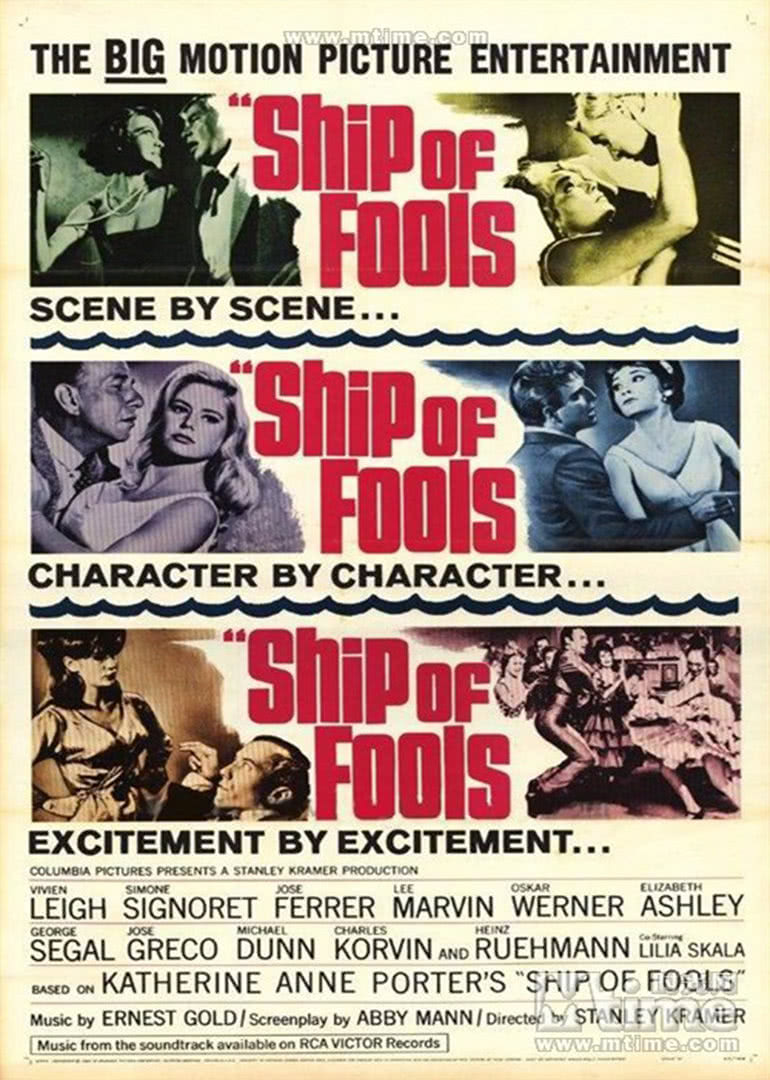 www.mtime.com
THE BIG MOTION PICTURE ENTERTAINMENT
"Ship OF
FOOls
SCENE BY SCENE...
"Ship OF
FOOls
CHARACTER BY CHARACTER...
"Ship OF
FOOls
EXCITEMENT BY EXCITEMENT...
COLUMBIA PICTURES PRESENTS A STANLEY KRAMER PRODUCTION
VIVIEN LEIGH SIMONE SIGNORET JOSE FERRER LEE MARVIN OSKAR WERNER ELIZABETH ASHLEY
GEORGE SEGAL JOSE GRECO MICHAEL DUNN CHARLES KORVIN AND HEINZ RUEHMANN Co-Starring LILIA SKALA
BASED ON KATHERINE ANNE PORTER'S "SHIP OF FOOLS"
Music by ERNEST GOLD/Screenplay by ABBY MANN/Directed by STANLEY KRAMER
Music from the soundtrack available on RCA VICTOR Records
Mtime
www.mtime.com